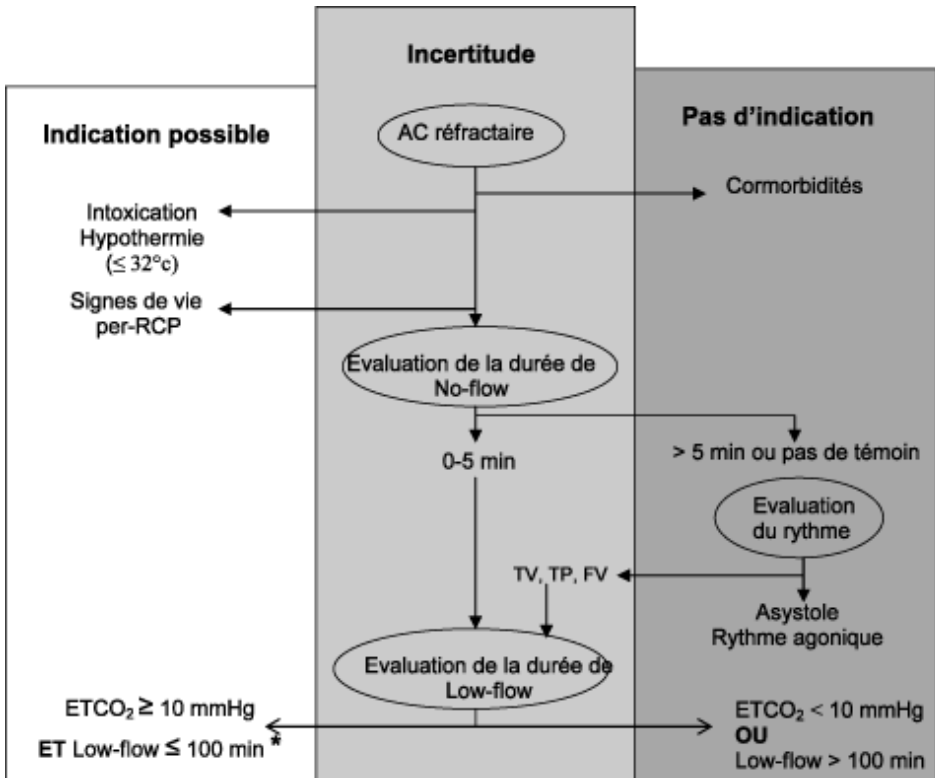 Incertitude
Indication possible
Pas d'indication
AC réfractaire
Cormorbidités
Intoxication
Hypothermie
(≤ 32°c)
Signes de vie
per-RCP
Evaluation de la durée de
No-flow
0-5 min
> 5 min ou pas de témoin
Evaluation
du rythme
TV, TP, FV
Asystole
Rythme agonique
Evaluation de la durée de
Low-flow
ETCO₂ ≥ 10 mmHg
ET Low-flow ≤ 100 min *
ETCO₂ < 10 mmHg
OU
Low-flow > 100 min